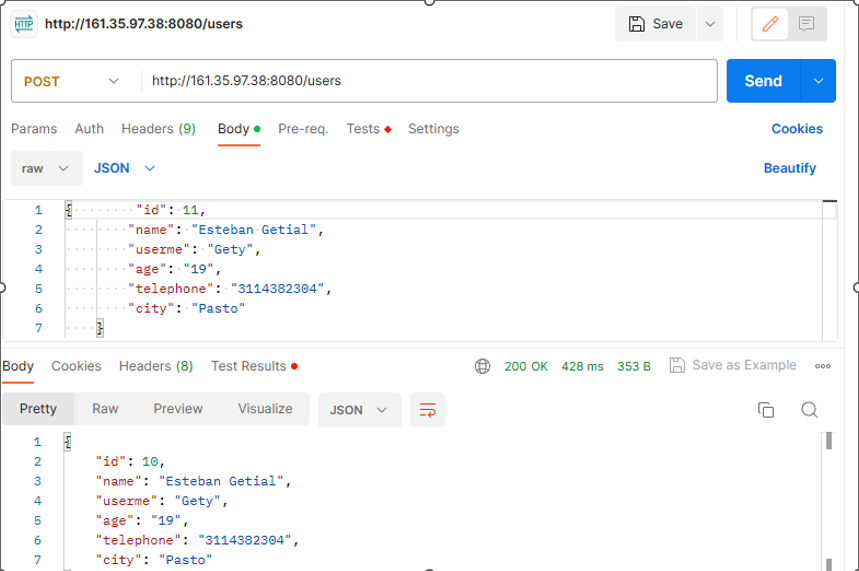 HTTP http://161.35.97.38:8080/users Save
POST http://161.35.97.38:8080/users Send
Params Auth Headers (9) Body Pre-req. Tests Settings Cookies
raw JSON Beautify
1 { "id": 11,
2 "name": "Esteban Getial",
3 "userme": "Gety",
4 "age": "19",
5 "telephone": "3114382304",
6 "city": "Pasto"
7 }
Body Cookies Headers (8) Test Results 200 OK 428 ms 353 B Save as Example
Pretty Raw Preview Visualize JSON
1 {
2 "id": 10,
3 "name": "Esteban Getial",
4 "userme": "Gety",
5 "age": "19",
6 "telephone": "3114382304",
7 "city": "Pasto"